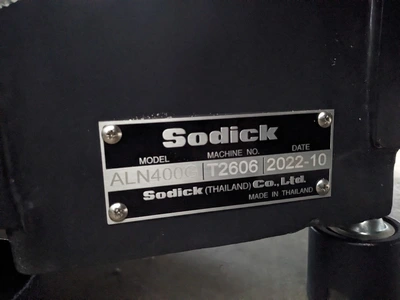 Sodick
MODEL MACHINE NO. DATE
ALN400G T2606 2022-10
Sodick (THAILAND) Co., Ltd.
MADE IN THAILAND